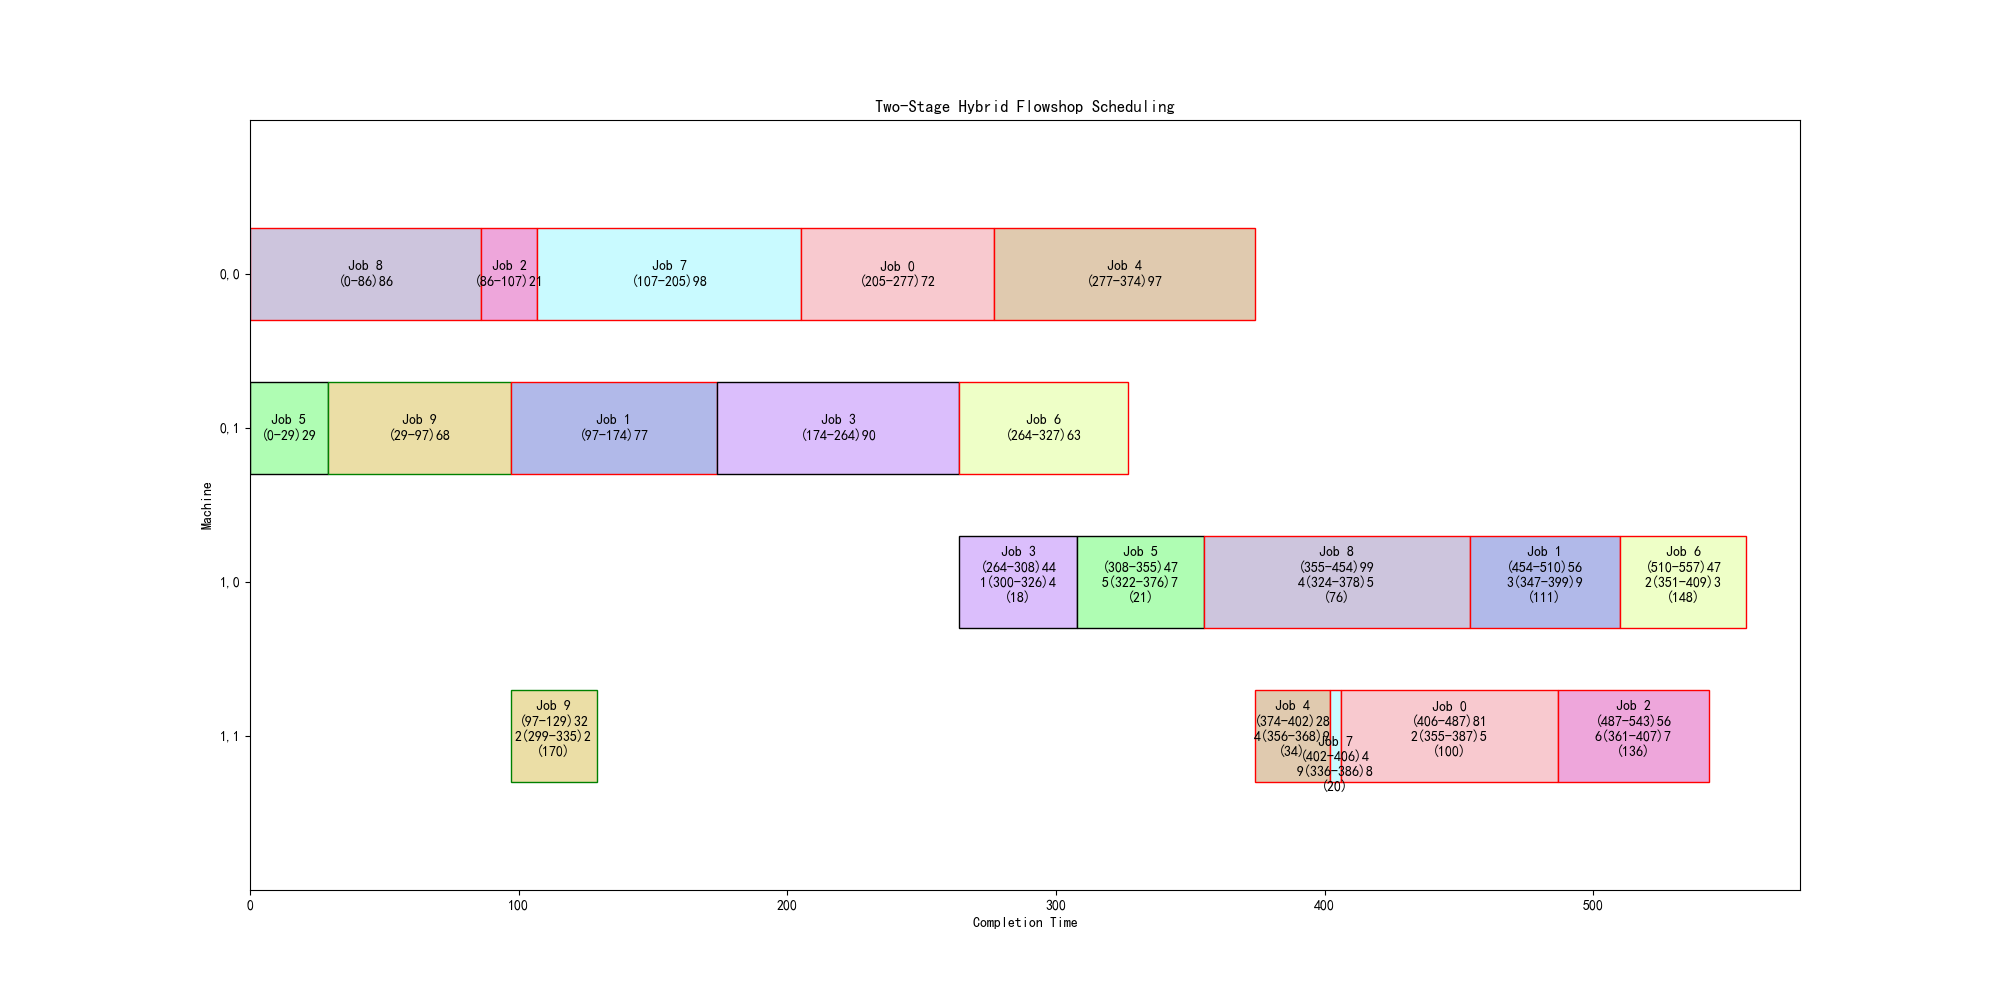 Two-Stage Hybrid Flowshop Scheduling
Machine
0,0
Job 8
(0-86)86
Job 2
(86-107)21
Job 7
(107-205)98
Job 0
(205-277)72
Job 4
(277-374)97
0,1
Job 5
(0-29)29
Job 9
(29-97)68
Job 1
(97-174)77
Job 3
(174-264)90
Job 6
(264-327)63
1,0
Job 3
(264-308)44
1(300-326)4
(18)
Job 5
(308-355)47
5(322-376)7
(21)
Job 8
(355-454)99
4(324-378)5
(76)
Job 1
(454-510)56
3(347-399)9
(111)
Job 6
(510-557)47
2(351-409)3
(148)
1,1
Job 9
(97-129)32
2(299-335)2
(170)
Job 4
(374-402)28
4(356-368)
(34)
Job 7
(402-406)4
9(336-386)8
(20)
Job 0
(406-487)81
2(355-387)5
(100)
Job 2
(487-543)56
6(361-407)7
(136)
0
100
200
300
400
500
Completion Time